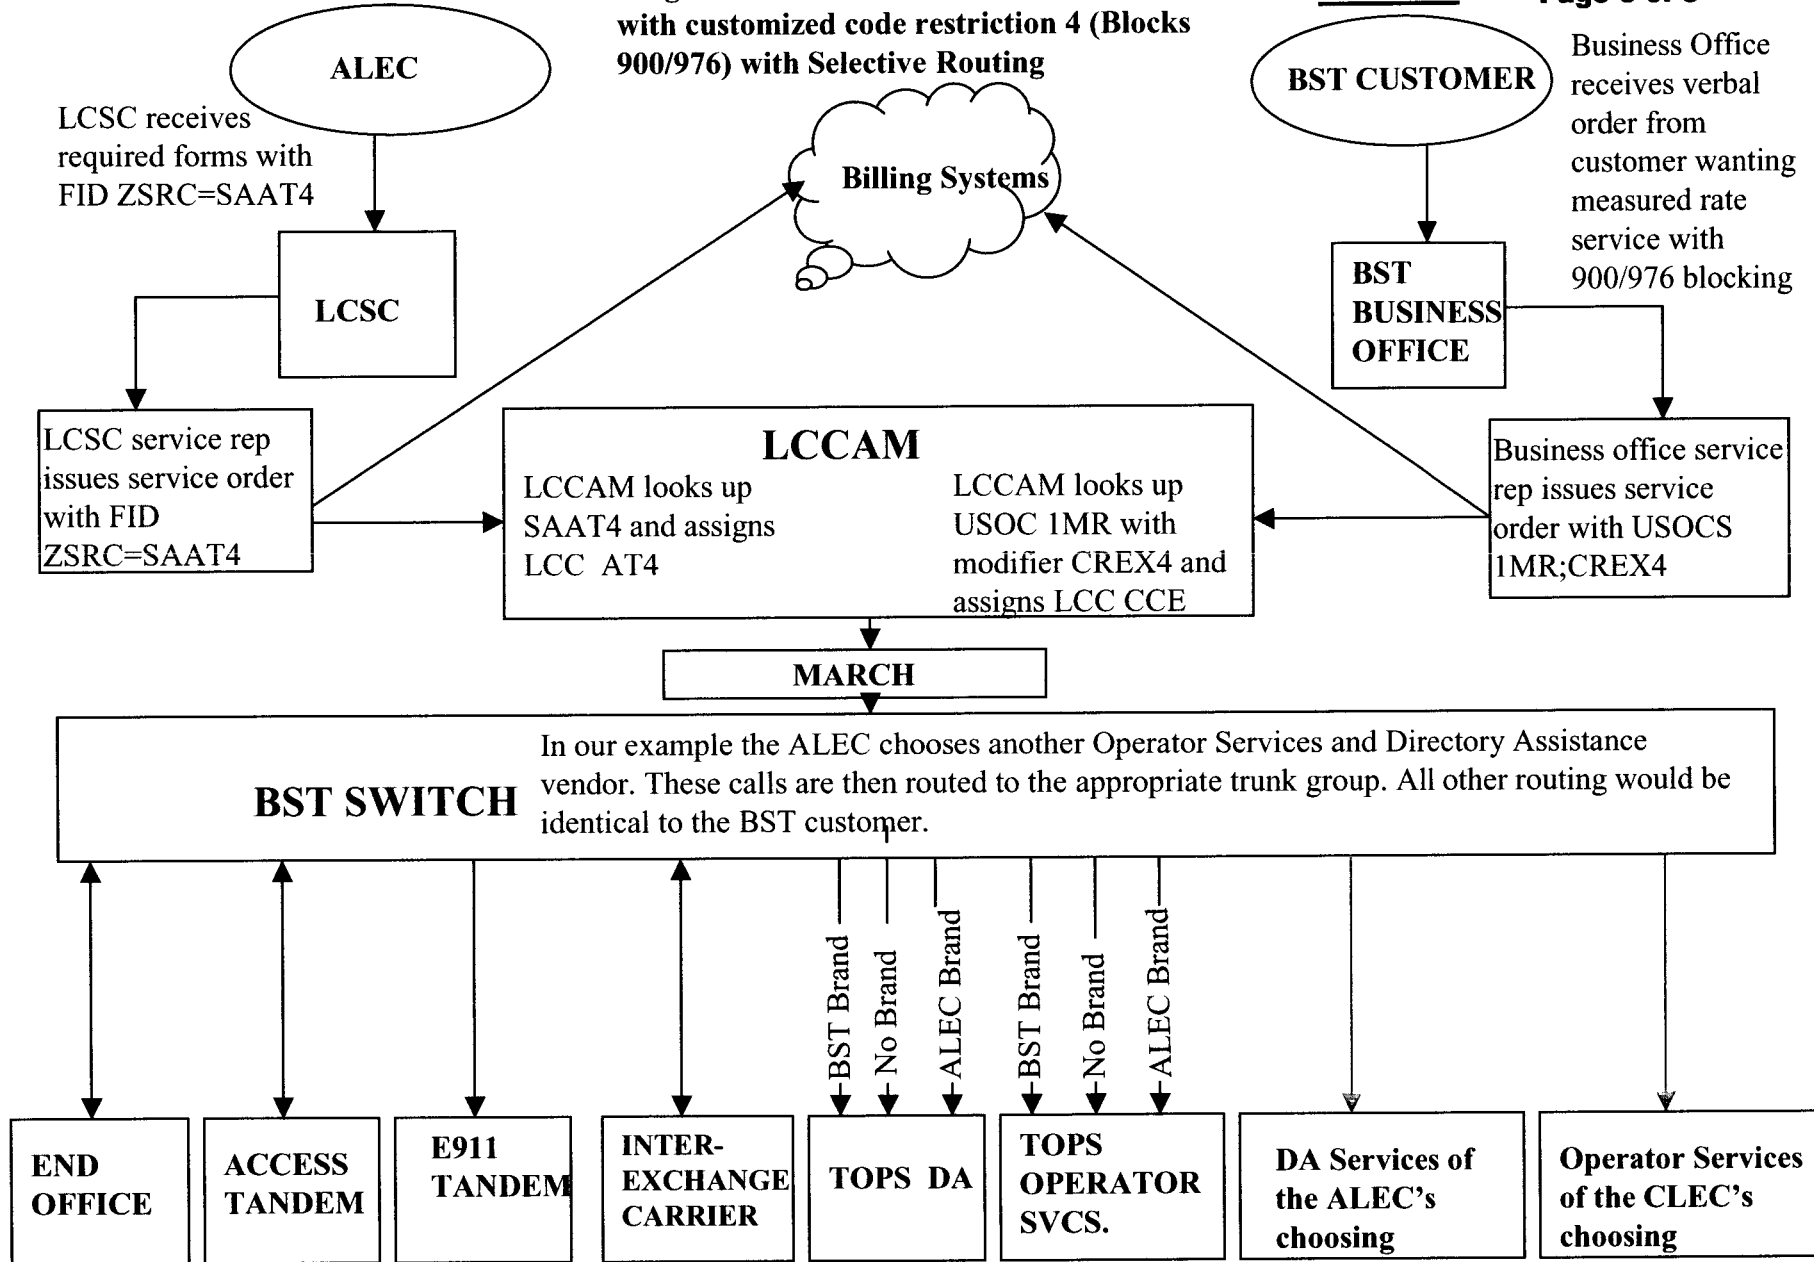 with customized code restriction 4 (Blocks
900/976) with Selective Routing
ALEC
LCSC receives
required forms with
FID ZSRC=SAAT4
Billing Systems
BST CUSTOMER
Business Office
receives verbal
order from
customer wanting
measured rate
service with
900/976 blocking
LCSC
BST
BUSINESS
OFFICE
LCSC service rep
issues service order
with FID
ZSRC=SAAT4
LCCAM
LCCAM looks up
SAAT4 and assigns
LCC AT4
LCCAM looks up
USOC 1MR with
modifier CREX4 and
assigns LCC CCE
Business office service
rep issues service
order with USOCS
1MR;CREX4
MARCH
BST SWITCH
In our example the ALEC chooses another Operator Services and Directory Assistance
vendor. These calls are then routed to the appropriate trunk group. All other routing would be
identical to the BST customer.
BST Brand
No Brand
ALEC Brand
BST Brand
No Brand
ALEC Brand
END
OFFICE
ACCESS
TANDEM
E911
TANDEM
INTER-
EXCHANGE
CARRIER
TOPS DA
TOPS
OPERATOR
SVCS.
DA Services of
the ALEC's
choosing
Operator Services
of the CLEC's
choosing